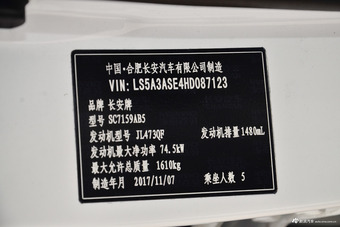 中国·合肥长安汽车有限公司制造
VIN: LS5A3ASE4HD087123
品牌 长安牌
型号 SC7159AB5
发动机型号 JL473QF 发动机排量 1480mL
发动机最大净功率 74.5kW
最大允许总质量 1610kg
制造年月 2017/11/07 乘坐人数 5